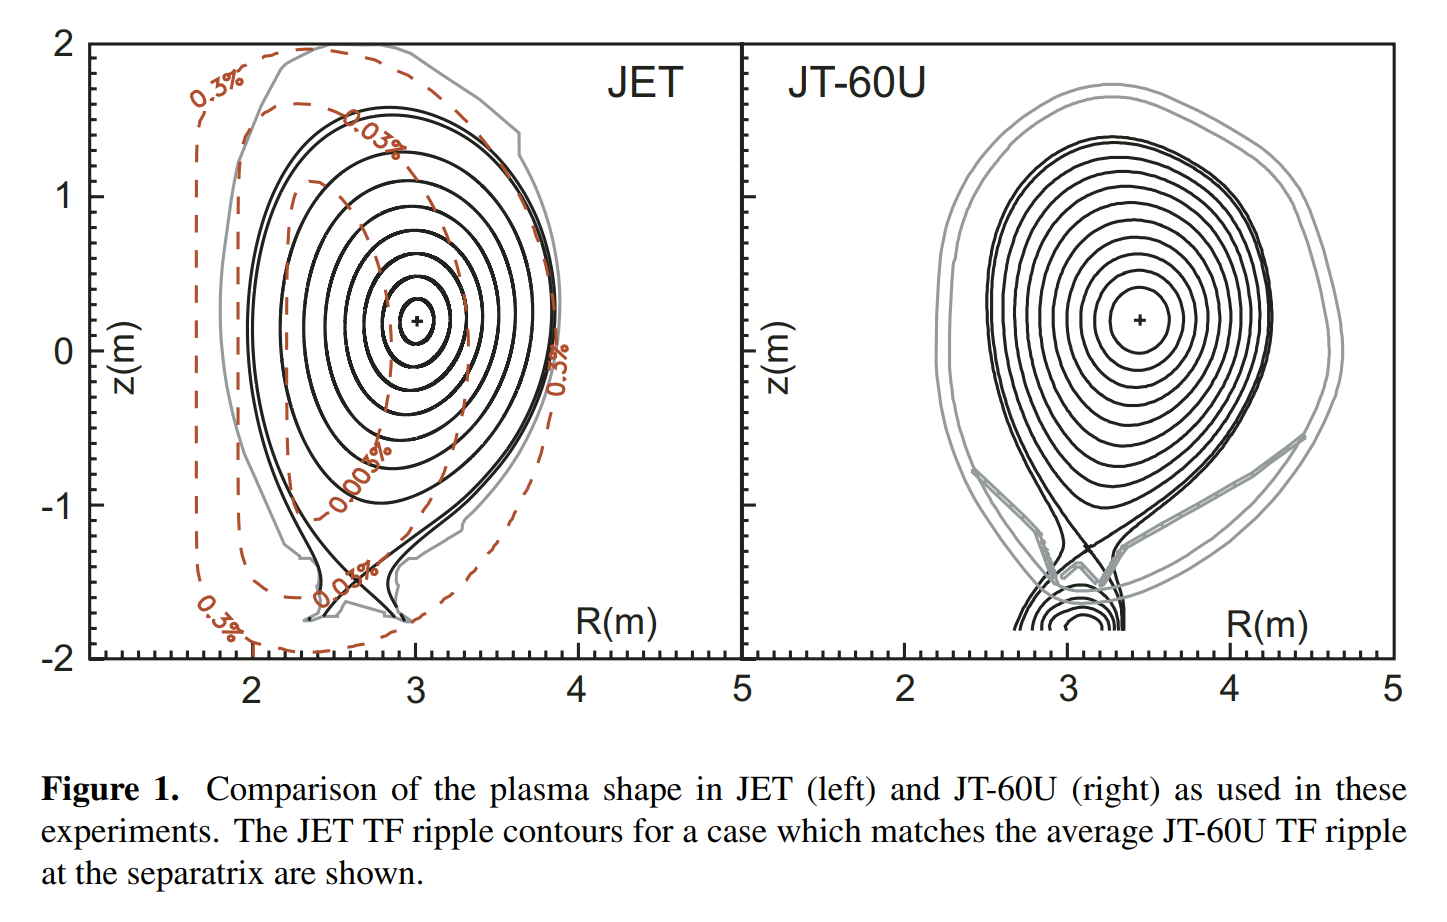 JET
JT-60U
2
1
0
-1
-2
z(m)
z(m)
0.3%
0.03%
0.003%
0.3%
0.03%
0.3%
R(m)
R(m)
2
3
4
5
2
3
4
5
Figure 1. Comparison of the plasma shape in JET (left) and JT-60U (right) as used in these
experiments. The JET TF ripple contours for a case which matches the average JT-60U TF ripple
at the separatrix are shown.